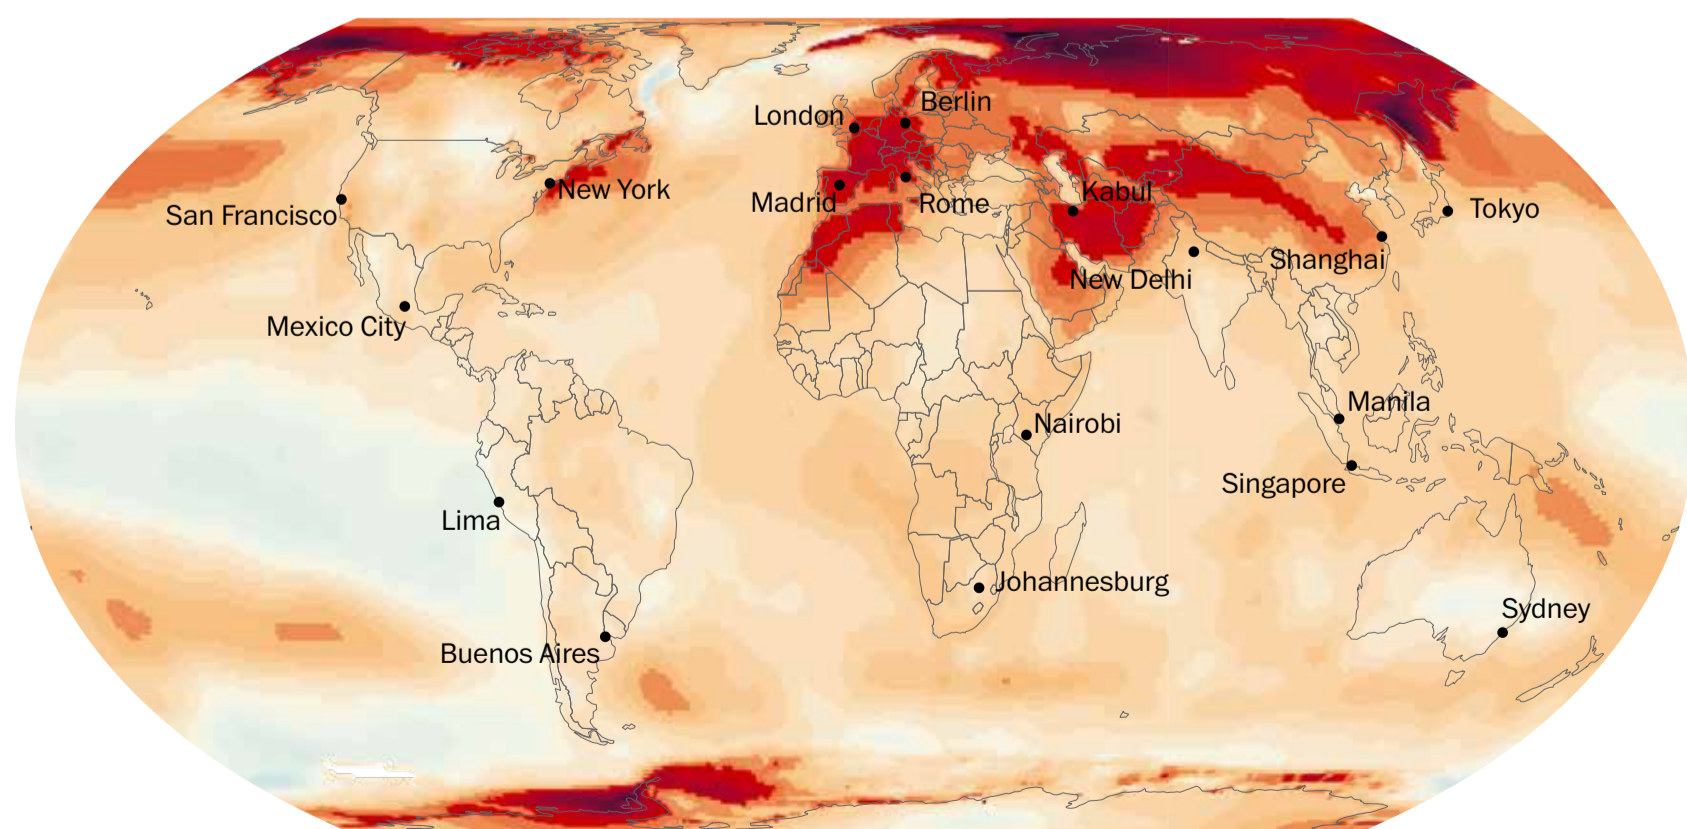 Berlin
London
New York
Madrid
Rome
Kabul
San Francisco
Tokyo
Shanghai
New Delhi
Mexico City
Manila
Nairobi
Singapore
Lima
Johannesburg
Sydney
Buenos Aires